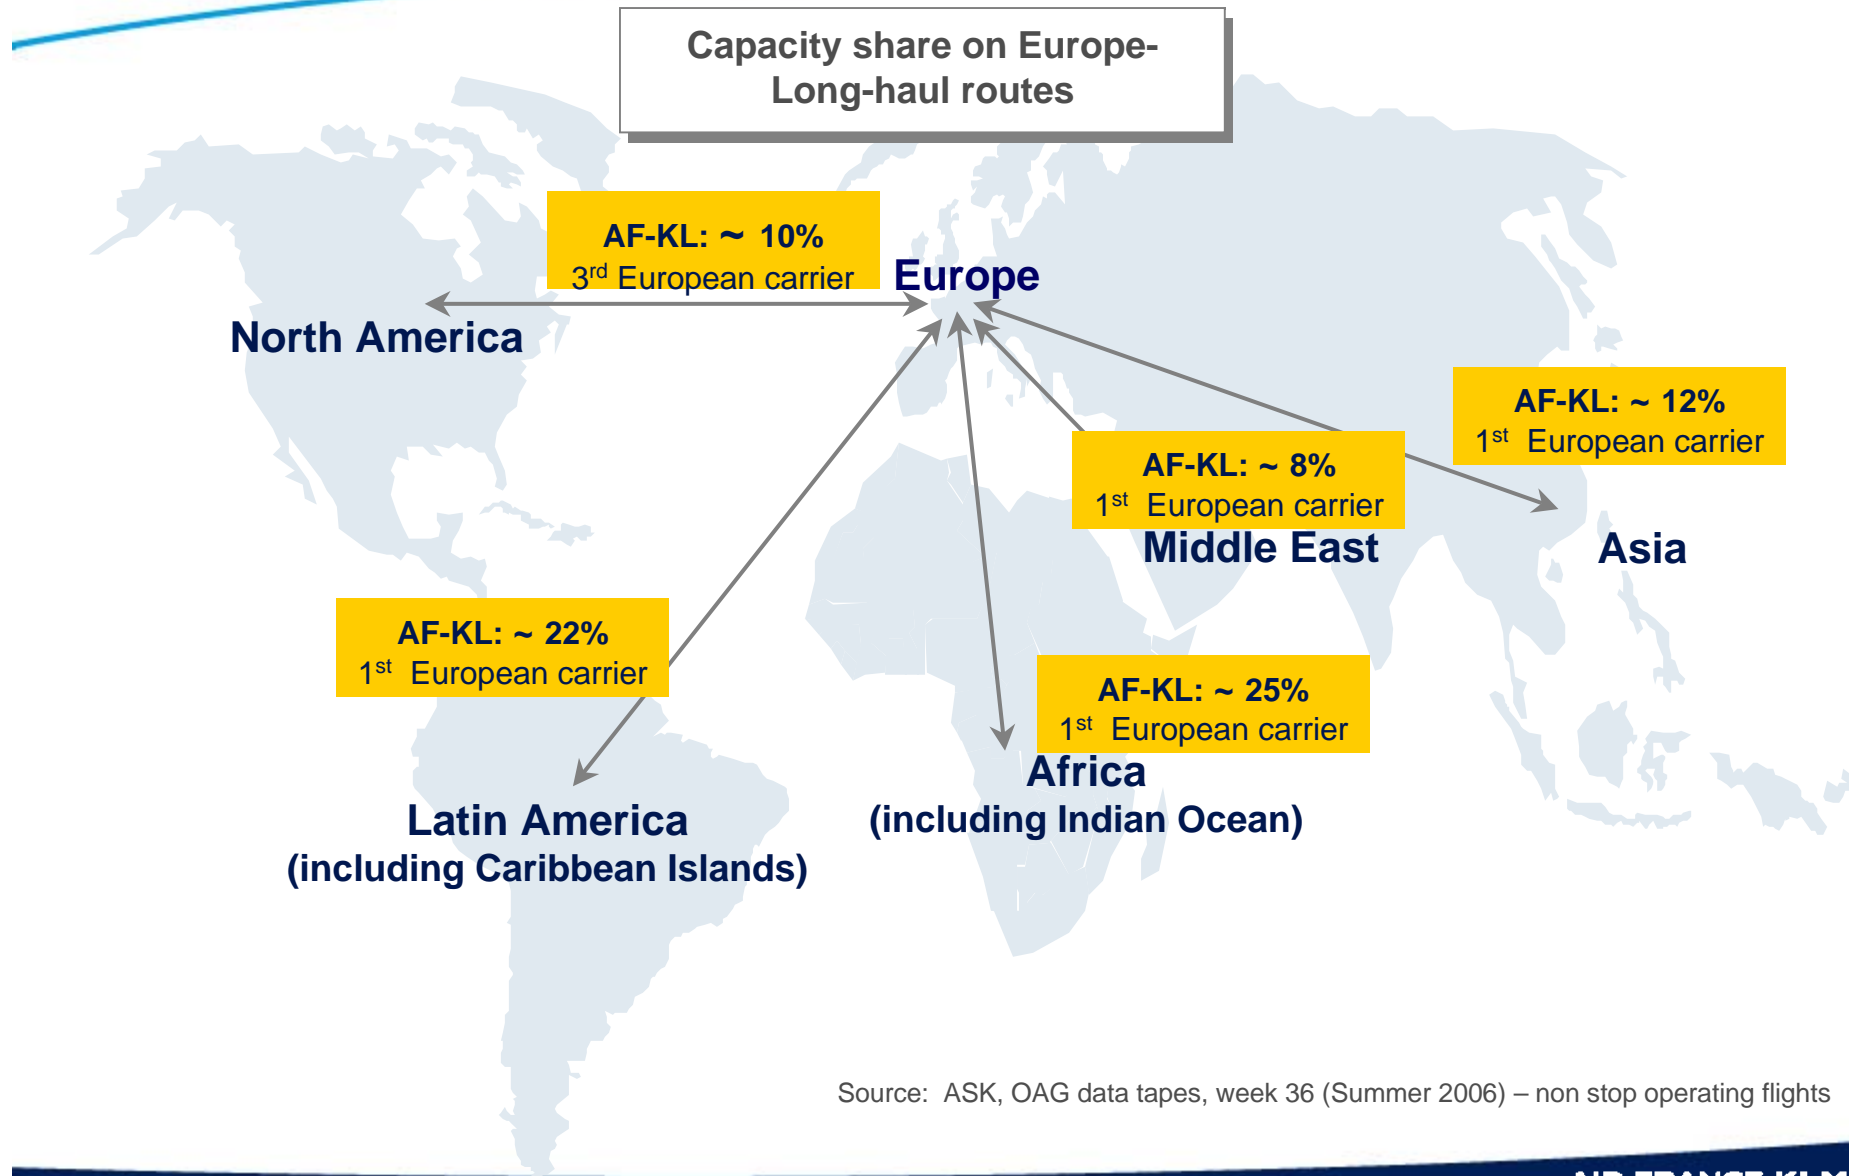 Capacity share on Europe-
Long-haul routes
AF-KL: ~ 10%
3rd European carrier
Europe
North America
AF-KL: ~ 12%
1st European carrier
AF-KL: ~ 8%
1st European carrier
Middle East
Asia
AF-KL: ~ 22%
1st European carrier
AF-KL: ~ 25%
1st European carrier
Africa
(including Indian Ocean)
Latin America
(including Caribbean Islands)
Source: ASK, OAG data tapes, week 36 (Summer 2006) – non stop operating flights
AIR FRANCE KLM